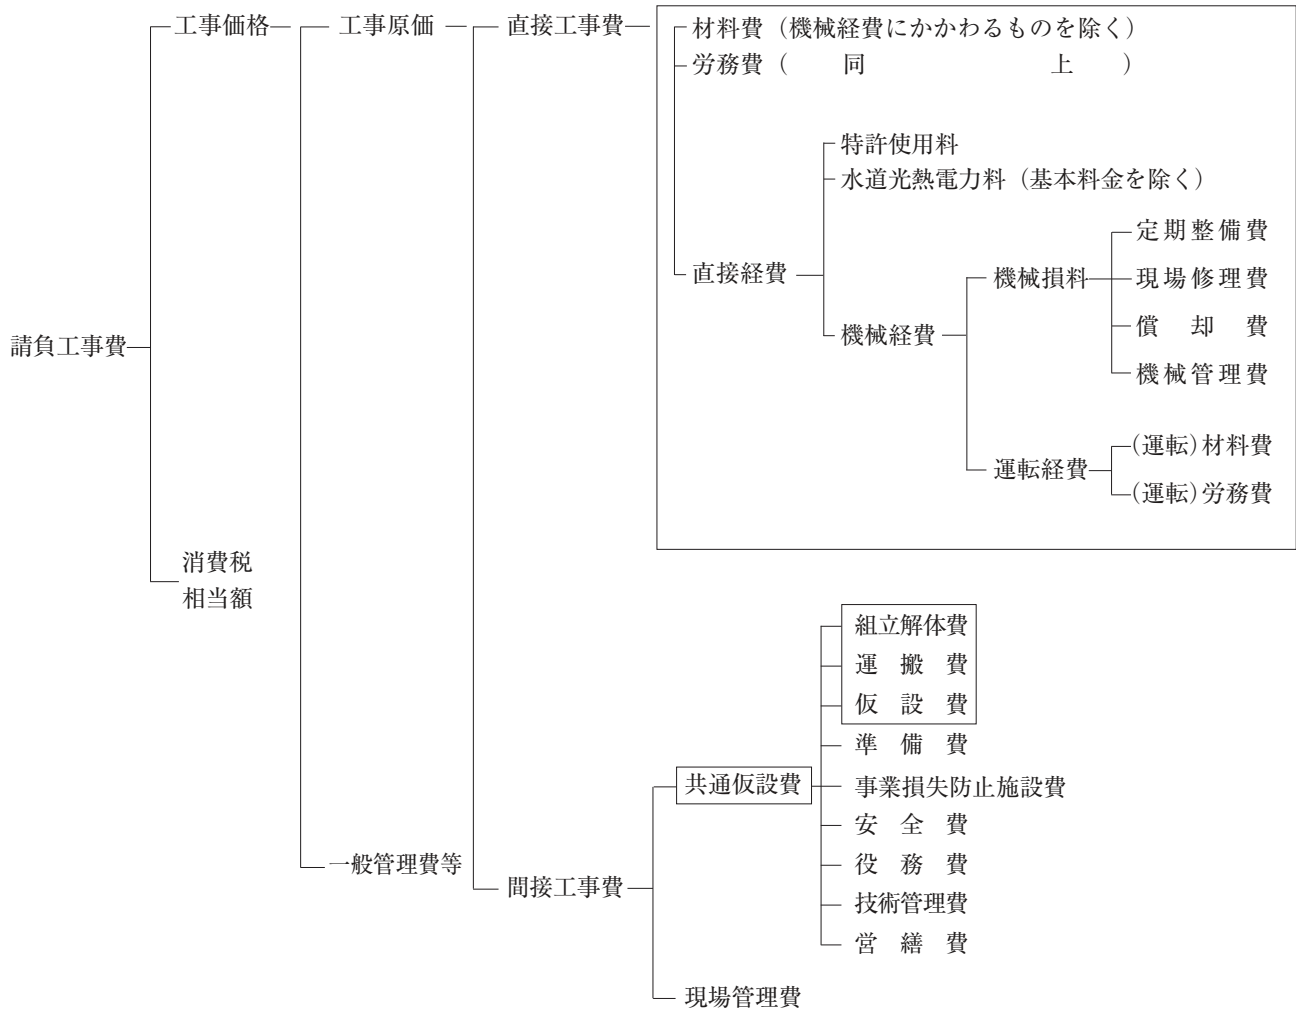 工事価格 工事原価 直接工事費 材料費（機械経費にかかわるものを除く）
労務費（ 同 上 ）
特許使用料
水道光熱電力料（基本料金を除く）
定期整備費
直接経費 機械損料 現場修理費
償却費
請負工事費 機械経費
機械管理費
（運転）材料費
運転経費
（運転）労務費
消費税
相当額
組立解体費
運搬費
仮設費
準備費
共通仮設費 事業損失防止施設費
安全費
一般管理費等 役務費
間接工事費
技術管理費
営繕費
現場管理費